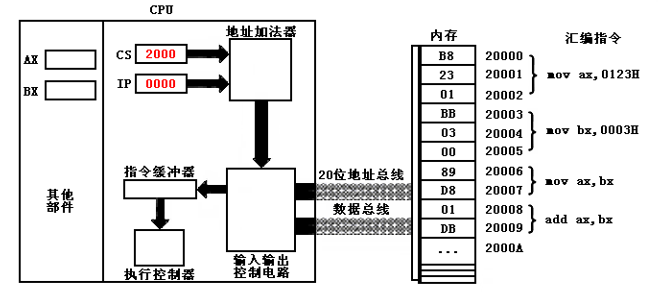 CPU
AX
BX
其他
部件
CS 2000
IP 0000
地址加法器
指令缓冲器
执行控制器
输入输出
控制电路
20位地址总线
数据总线
内存
汇编指令
B8 20000
23 20001 mov ax,0123H
01 20002
BB 20003
03 20004 mov bx,0003H
00 20005
89 20006
D8 20007 mov ax,bx
01 20008
DB 20009 add ax,bx
... 2000A